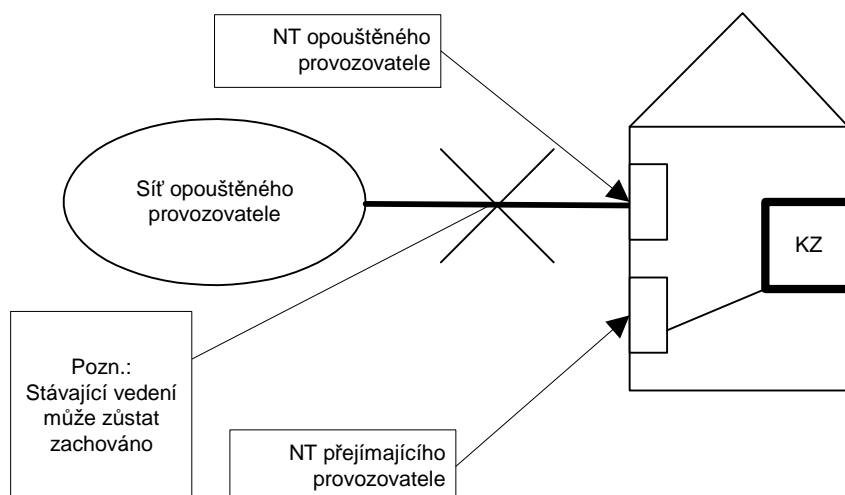 NT opouštěného
provozovatele
Síť opouštěného
provozovatele
KZ
Pozn.:
Stávající vedení
může zůstat
zachováno
NT přejímajícího
provozovatele